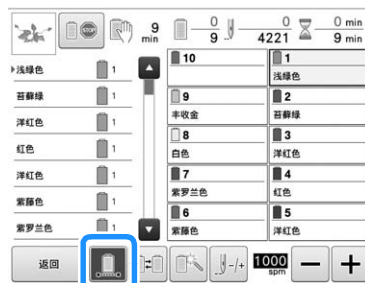 STOP
9 min
0 / 9
0 / 4221
0 min / 9 min
浅绿色 1
苔藓绿 1
洋红色 1
红色 1
洋红色 1
紫藤色 1
紫罗兰色 1
10
1 浅绿色
9 丰收金
2 苔藓绿
8 白色
3 洋红色
7 紫罗兰色
4 红色
6 紫藤色
5 洋红色
返回
-/+
1000 spm
− +